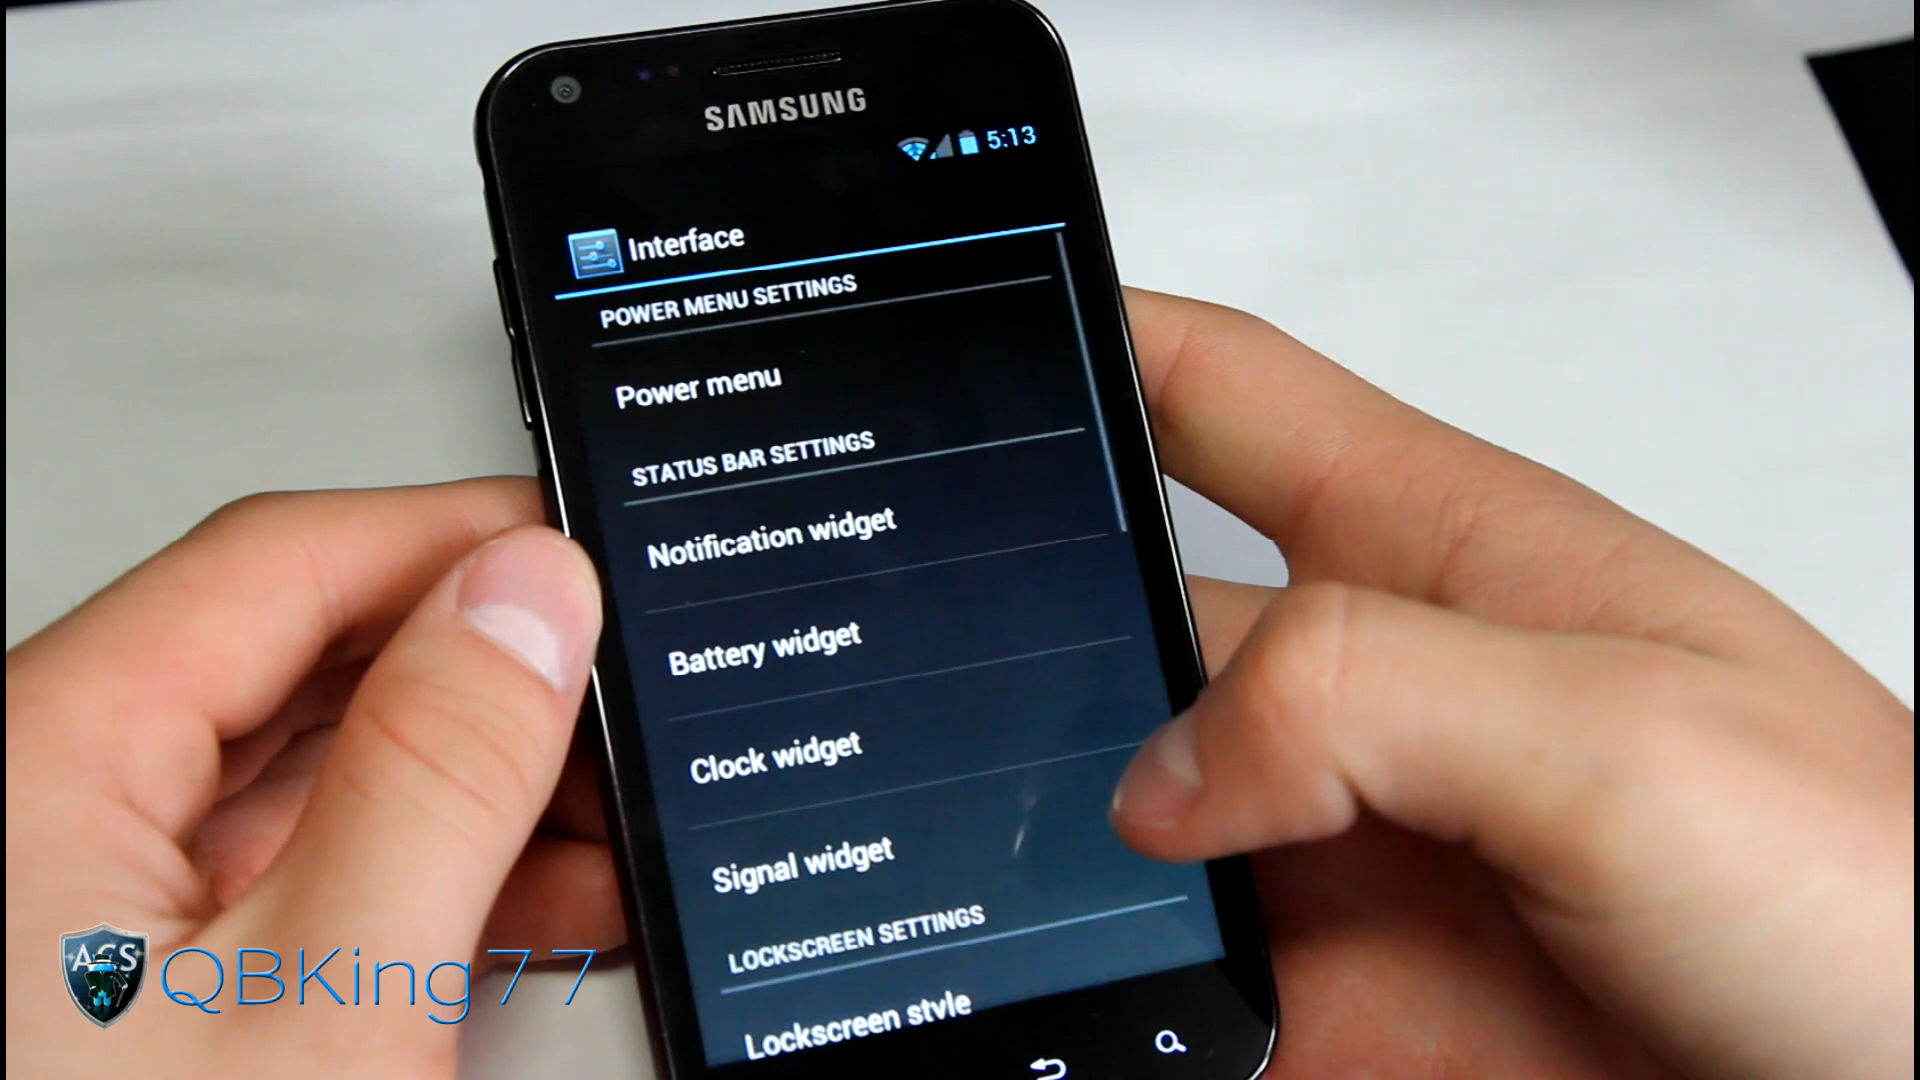 SAMSUNG
5:13
Interface
POWER MENU SETTINGS
Power menu
STATUS BAR SETTINGS
Notification widget
Battery widget
Clock widget
Signal widget
LOCKSCREEN SETTINGS
Lockscreen style
ACS
QBKing77